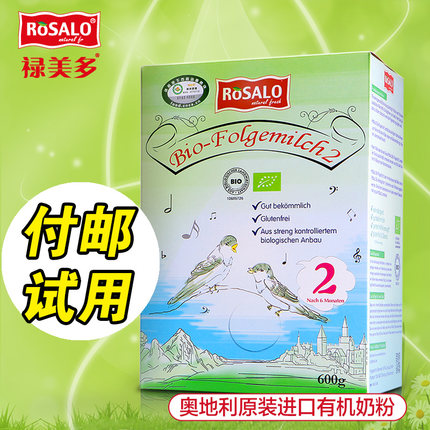 RoSALO
natural fr
禄美多®
付邮
试用
RoSALO
natural fresh
Bio-Folgemilch 2
BIO
Gut bekömmlich
Glutenfrei
Aus streng kontrolliertem
biologischen Anbau
2
Nach 6 Monaten
600g
奥地利原装进口有机奶粉